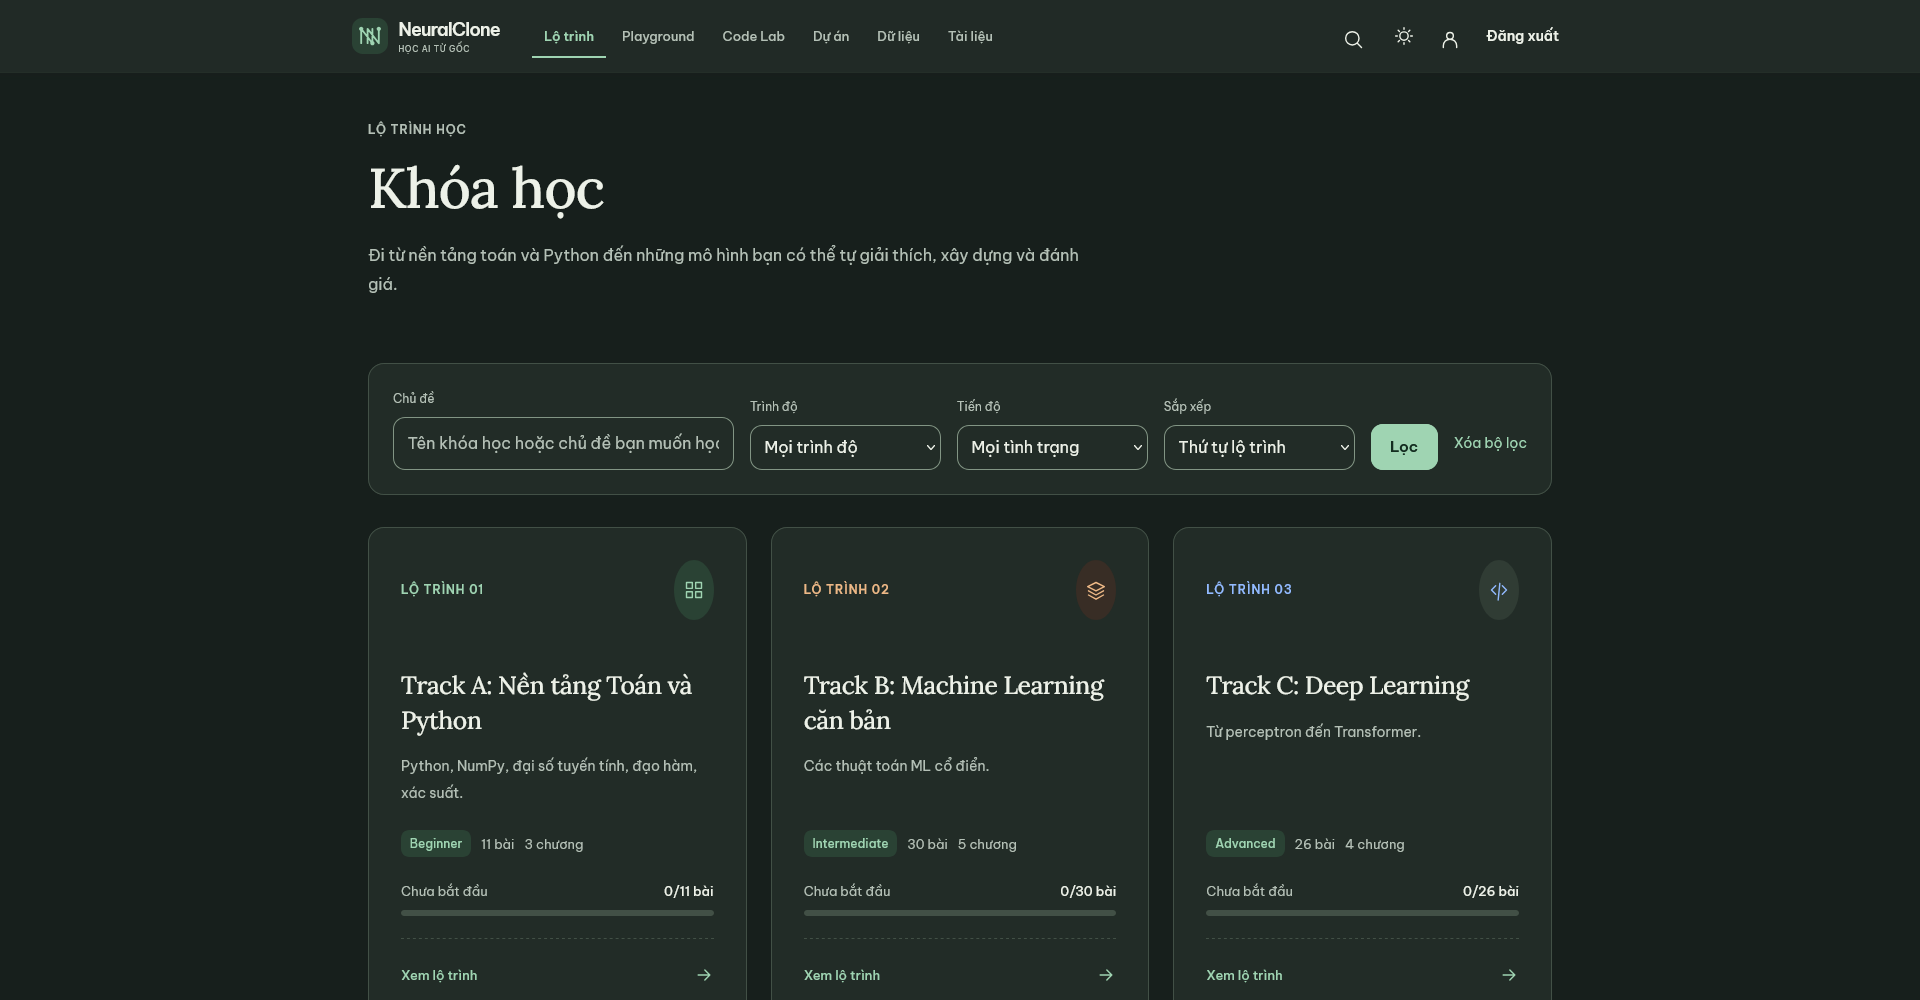 NeuralClone
HỌC AI TỪ GỐC
Lộ trình
Playground
Code Lab
Dự án
Dữ liệu
Tài liệu
Đăng xuất
LỘ TRÌNH HỌC
Khóa học
Đi từ nền tảng toán và Python đến những mô hình bạn có thể tự giải thích, xây dựng và đánh
giá.
Chủ đề
Tên khóa học hoặc chủ đề bạn muốn học
Trình độ
Mọi trình độ
Tiến độ
Mọi tình trạng
Sắp xếp
Thứ tự lộ trình
Lọc
Xóa bộ lọc
LỘ TRÌNH 01
Track A: Nền tảng Toán và
Python
Python, NumPy, đại số tuyến tính, đạo hàm,
xác suất.
Beginner 11 bài 3 chương
Chưa bắt đầu 0/11 bài
Xem lộ trình
LỘ TRÌNH 02
Track B: Machine Learning
căn bản
Các thuật toán ML cổ điển.
Intermediate 30 bài 5 chương
Chưa bắt đầu 0/30 bài
Xem lộ trình
LỘ TRÌNH 03
Track C: Deep Learning
Từ perceptron đến Transformer.
Advanced 26 bài 4 chương
Chưa bắt đầu 0/26 bài
Xem lộ trình